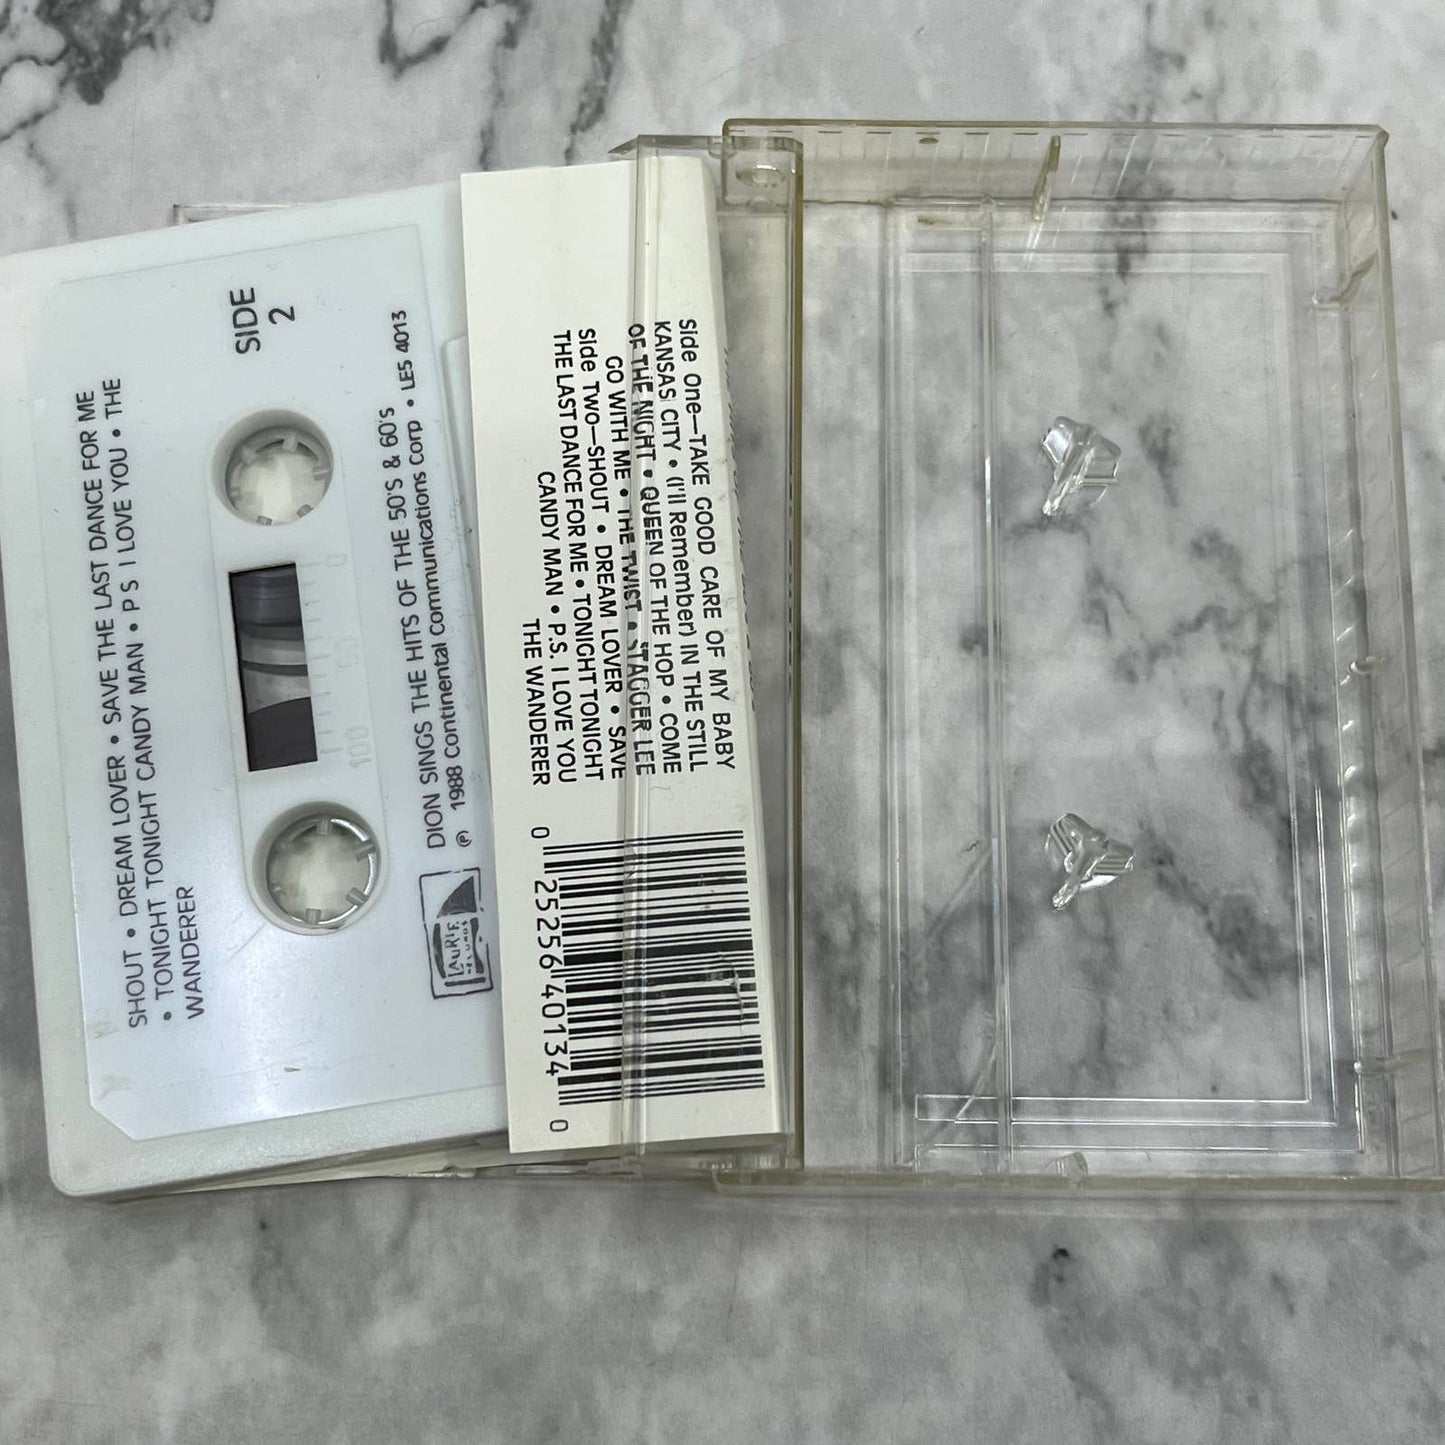 SIDE
2
SHOUT • DREAM LOVER • SAVE THE LAST DANCE FOR ME
• TONIGHT TONIGHT CANDY MAN • P S I LOVE YOU • THE
WANDERER
DION SINGS THE HITS OF THE 50'S & 60'S
℗ 1988 Continental Communications Corp • LES 4013
LAURIE
RECORDS
0
50
100
Side One—TAKE GOOD CARE OF MY BABY
KANSAS CITY • (I'll Remember) IN THE STILL
OF THE NIGHT • QUEEN OF THE HOP • COME
GO WITH ME • THE TWIST • STAGGER LEE
Side Two—SHOUT • DREAM LOVER • SAVE
THE LAST DANCE FOR ME • TONIGHT TONIGHT
CANDY MAN • P.S. I LOVE YOU
THE WANDERER
0 25256 40134 0